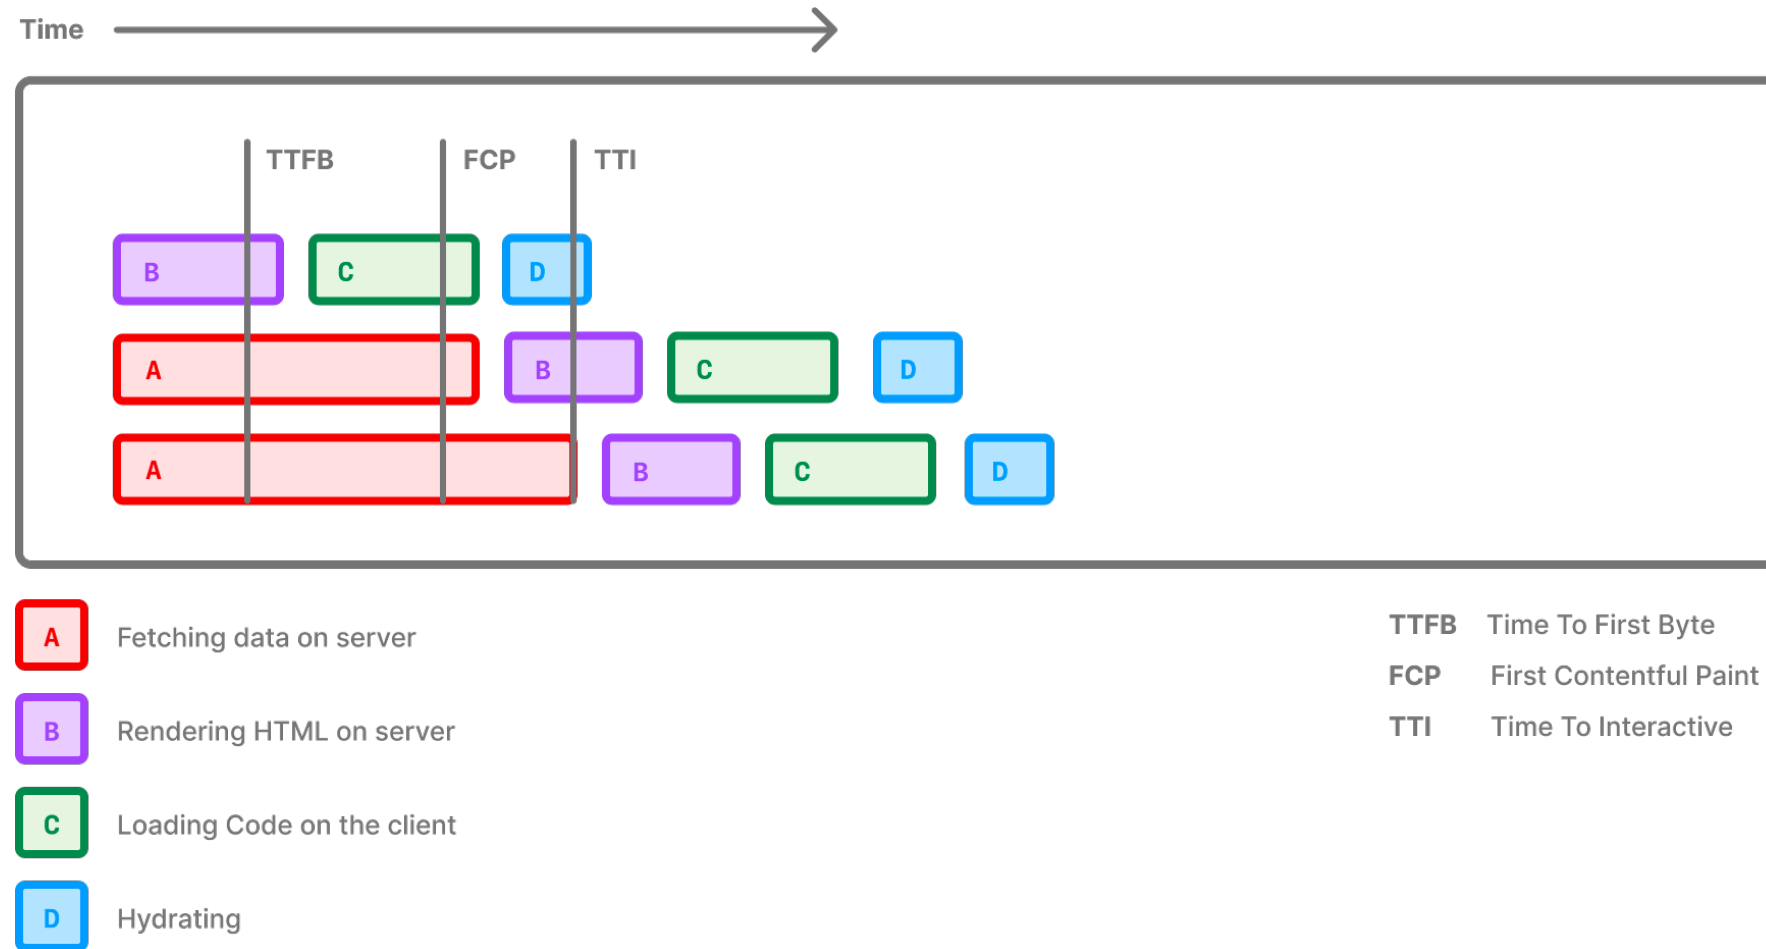 Time
TTFB FCP TTI
B C D
A B C D
A B C D
A Fetching data on server
B Rendering HTML on server
C Loading Code on the client
D Hydrating
TTFB Time To First Byte
FCP First Contentful Paint
TTI Time To Interactive